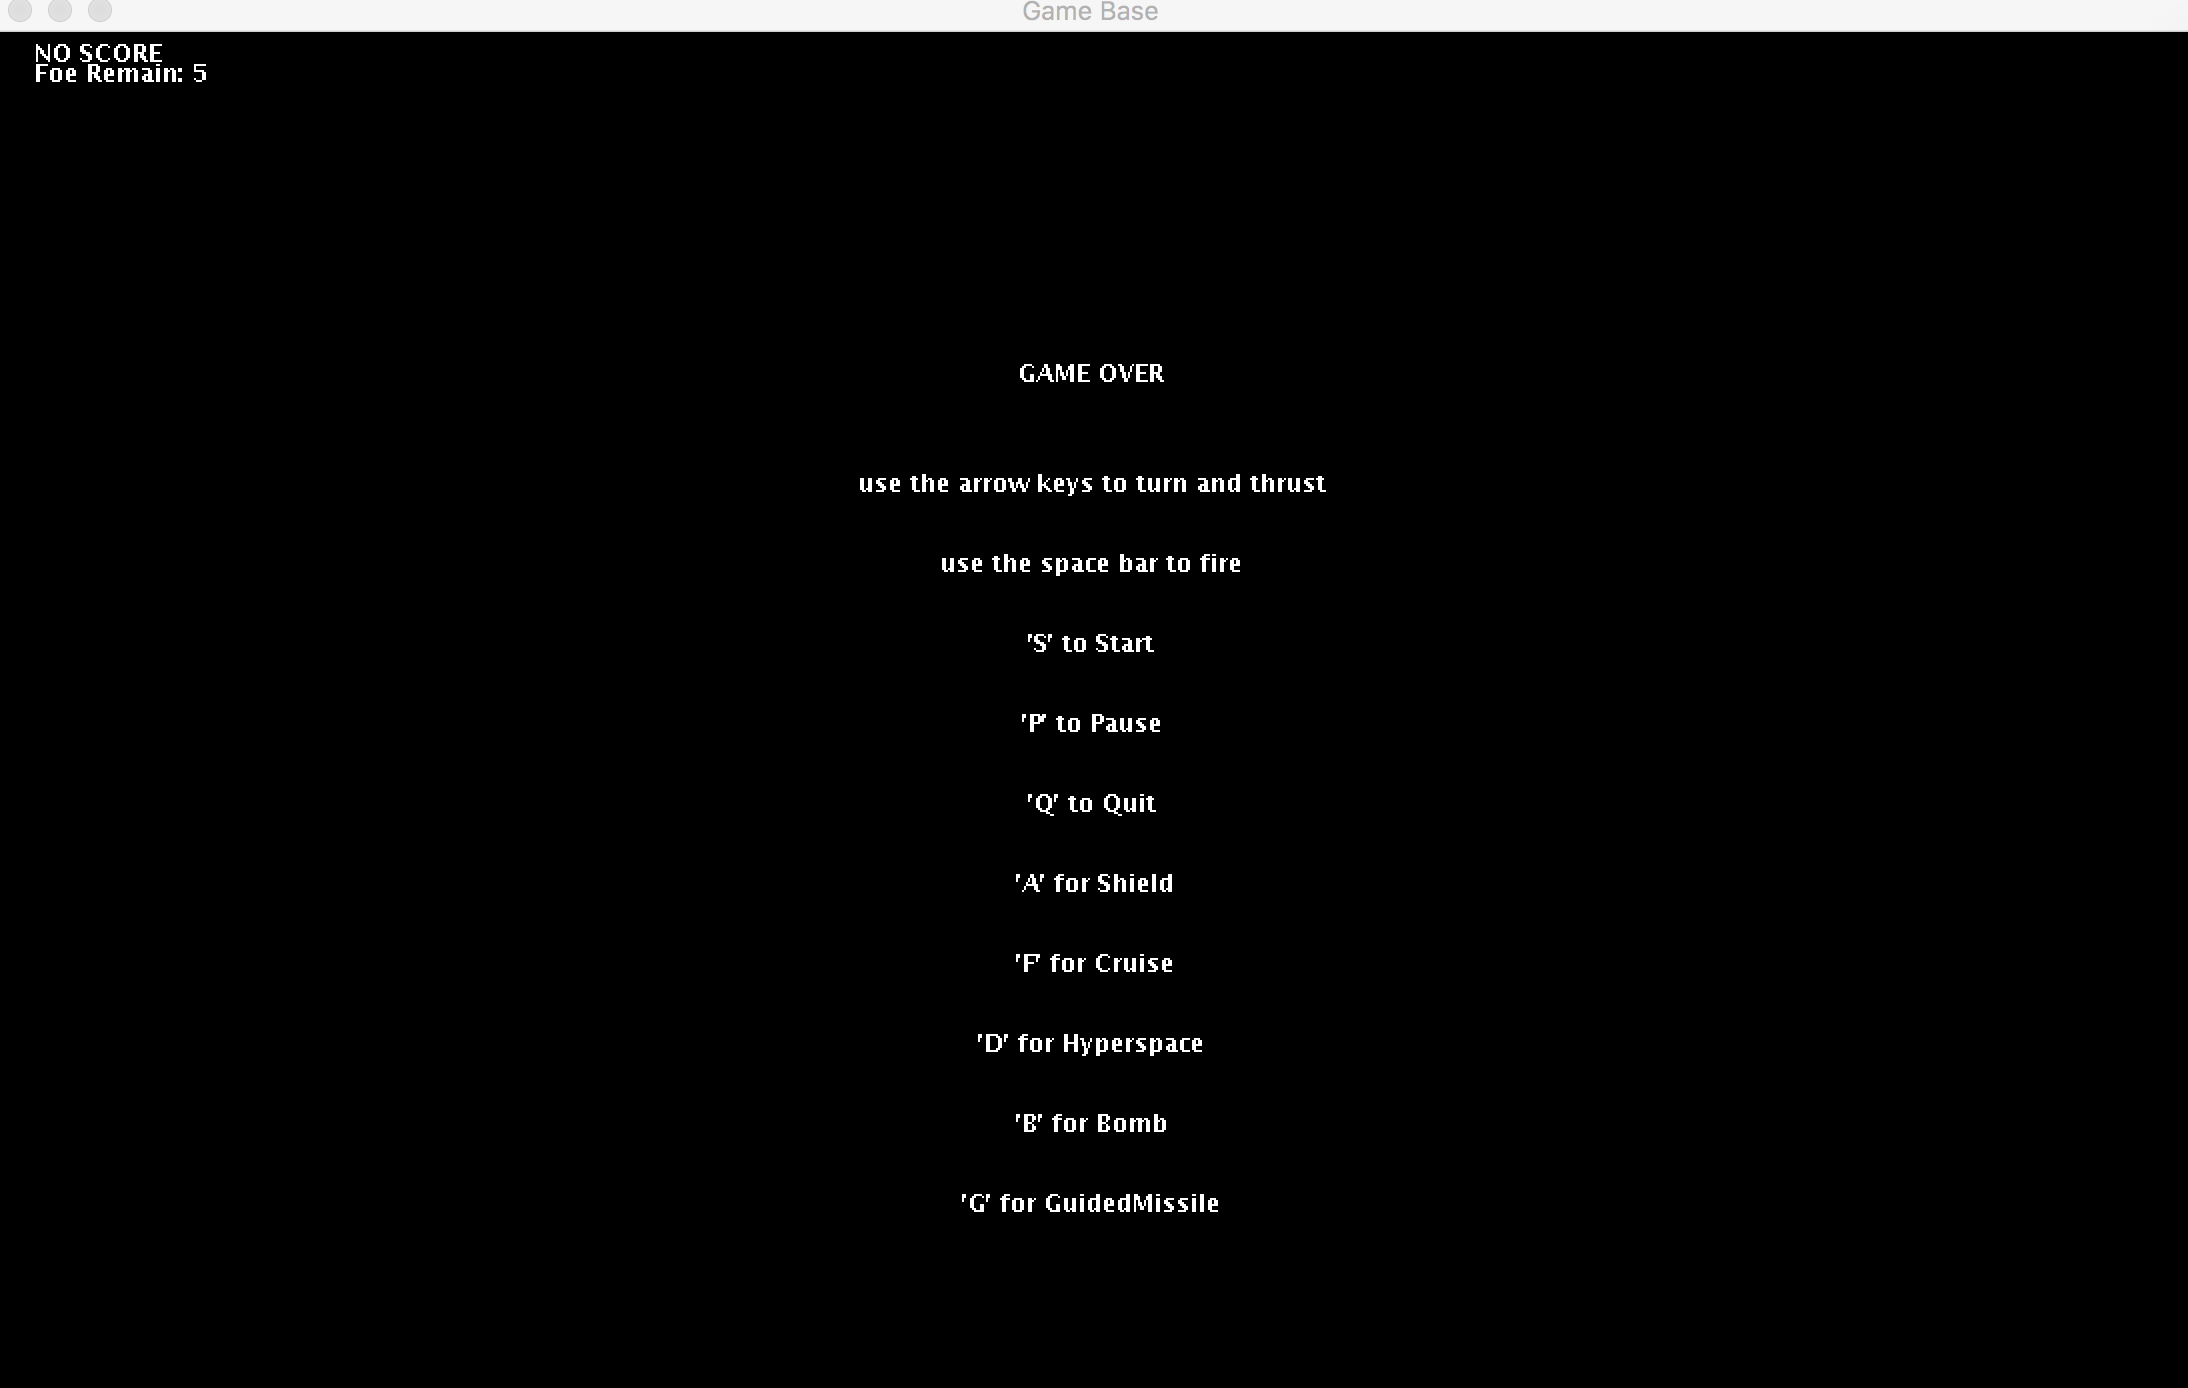 Game Base
NO SCORE
Foe Remain: 5
GAME OVER
use the arrow keys to turn and thrust
use the space bar to fire
'S' to Start
'P' to Pause
'Q' to Quit
'A' for Shield
'F' for Cruise
'D' for Hyperspace
'B' for Bomb
'G' for GuidedMissile